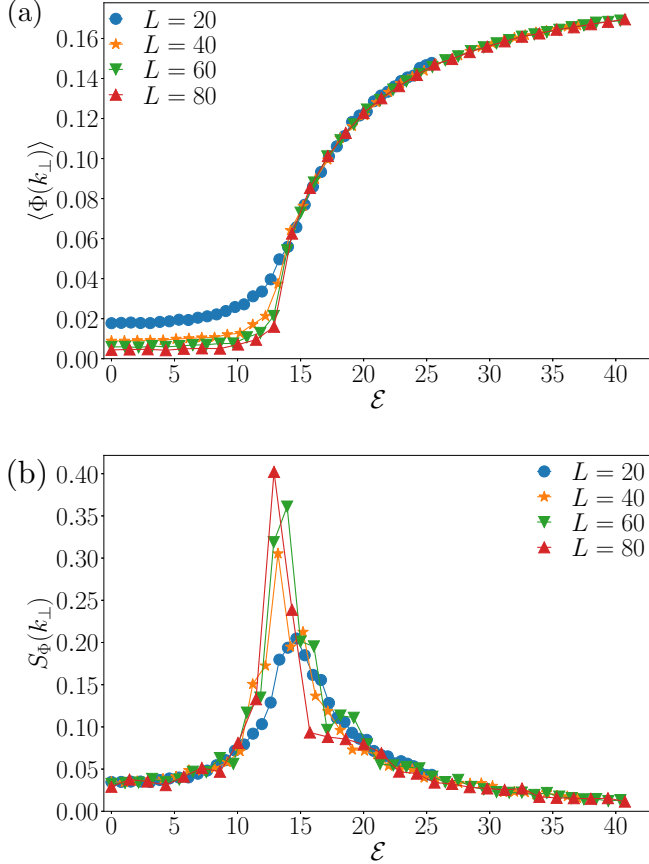 (a)
L = 20
L = 40
L = 60
L = 80
⟨Φ(k⊥)⟩
0.16
0.14
0.12
0.10
0.08
0.06
0.04
0.02
0.00
0 5 10 15 20 25 30 35 40
ℰ
(b)
L = 20
L = 40
L = 60
L = 80
S_Φ(k⊥)
0.40
0.35
0.30
0.25
0.20
0.15
0.10
0.05
0.00
0 5 10 15 20 25 30 35 40
ℰ